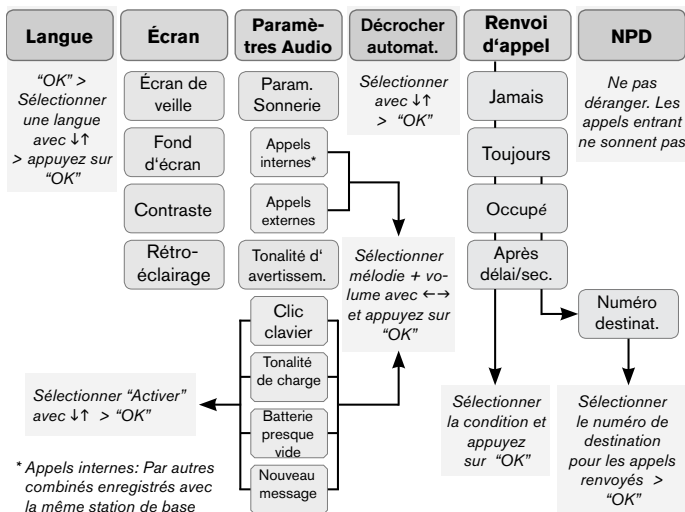 Langue
"OK" >
Sélectionner
une langue
avec ↓↑
> appuyez sur
"OK"
Écran
Écran de
veille
Fond
d'écran
Contraste
Rétro-
éclairage
Paramè-
tres Audio
Param.
Sonnerie
Appels
internes*
Appels
externes
Tonalité d'
avertissem.
Clic
clavier
Tonalité
de charge
Batterie
presque
vide
Nouveau
message
Sélectionner "Activer"
avec ↓↑ > "OK"
* Appels internes: Par autres
combinés enregistrés avec
la même station de base
Décrocher
automat.
Sélectionner
avec ↓↑
> "OK"
Sélectionner
mélodie + vo-
lume avec ←→
et appuyez sur
"OK"
Renvoi
d'appel
Jamais
Toujours
Occupé
Après
délai/sec.
Sélectionner
la condition et
appuyez
sur "OK"
NPD
Ne pas
déranger. Les
appels entrant
ne sonnent pas
Numéro
destinat.
Sélectionner
le numéro de
destination
pour les appels
renvoyés >
"OK"